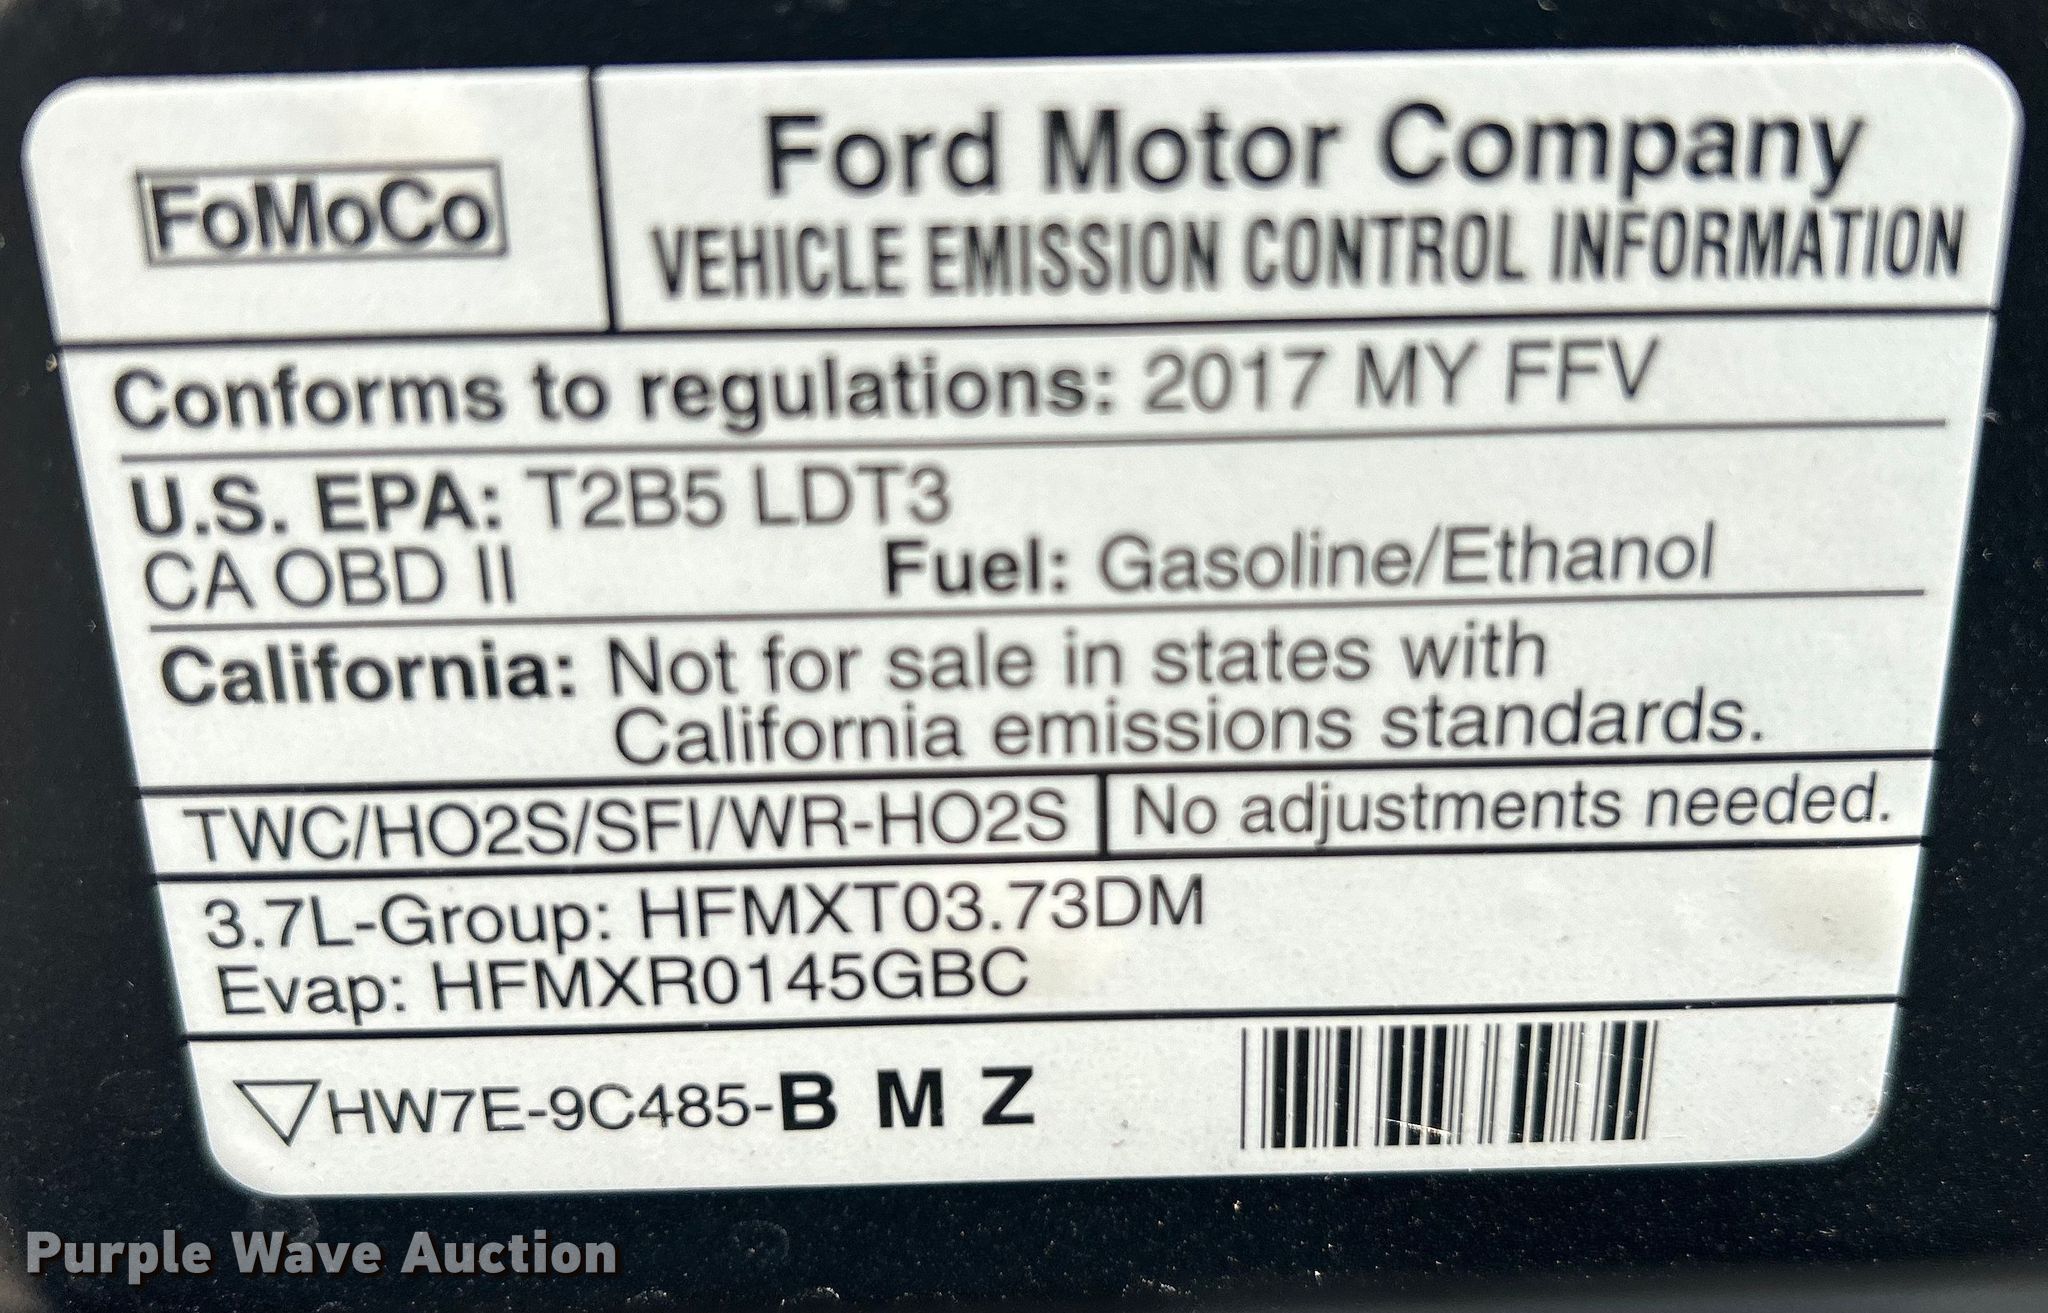 FoMoCo
Ford Motor Company
VEHICLE EMISSION CONTROL INFORMATION
Conforms to regulations: 2017 MY FFV
U.S. EPA: T2B5 LDT3
CA OBD II
Fuel: Gasoline/Ethanol
California: Not for sale in states with
California emissions standards.
TWC/HO2S/SFI/WR-HO2S
No adjustments needed.
3.7L-Group: HFMXT03.73DM
Evap: HFMXR0145GBC
HW7E-9C485-B M Z
Purple Wave Auction